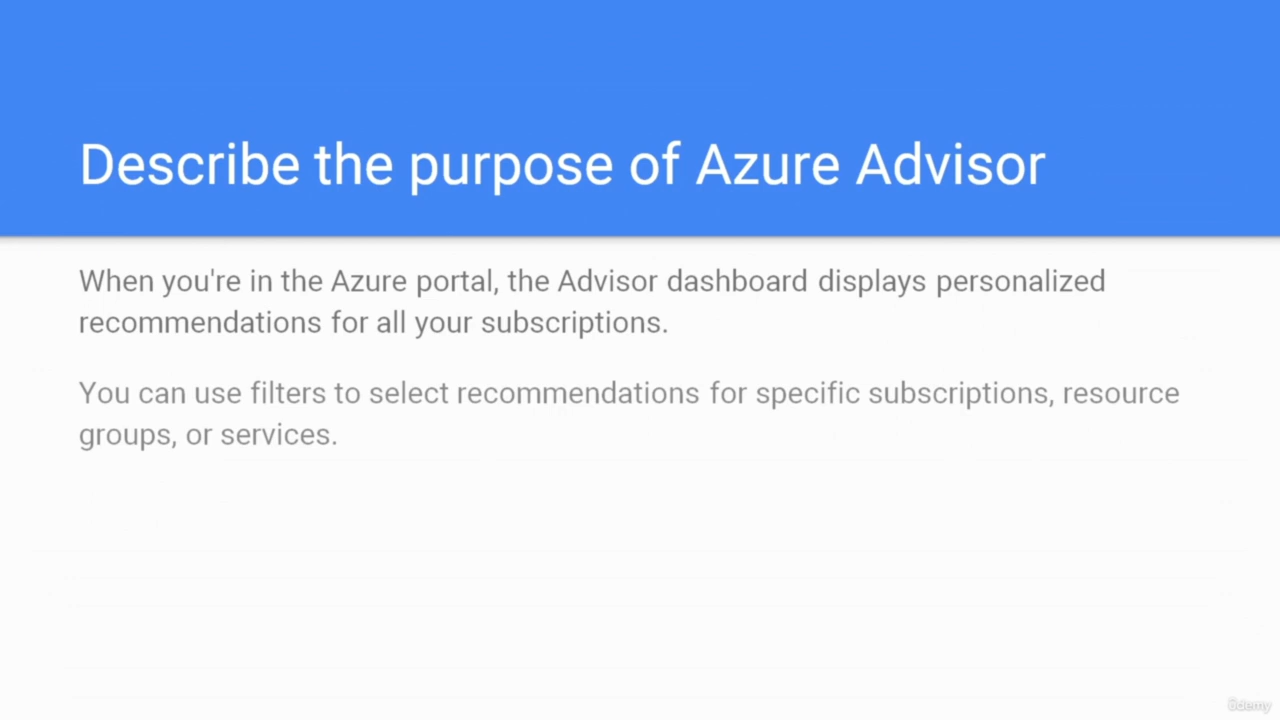 Describe the purpose of Azure Advisor
When you're in the Azure portal, the Advisor dashboard displays personalized
recommendations for all your subscriptions.
You can use filters to select recommendations for specific subscriptions, resource
groups, or services.
ûdemy